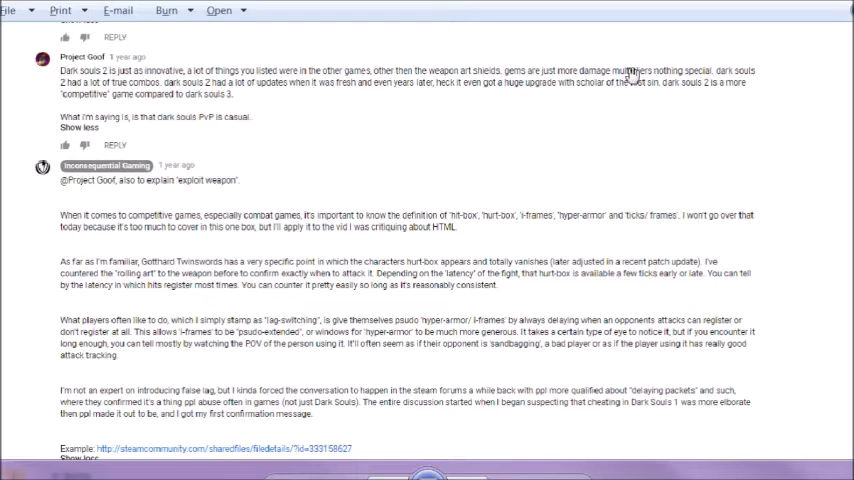 File Print E-mail Burn Open
REPLY
Project Goof 1 year ago
Dark souls 2 is just as innovative, a lot of things you listed were in the other games, other then the weapon art shields. gems are just more damage multipliers nothing special. dark souls
2 had a lot of true combos. dark souls 2 had a lot of updates when it was fresh and even years later, heck it even got a huge upgrade with scholar of the first sin. dark souls 2 is a more
"competitive" game compared to dark souls 3.
What i'm saying is, is that dark souls PvP is casual..
Show less
REPLY
Inconsequential Gaming 1 year ago
@Project Goof, also to explain "exploit weapon".
When it comes to competitive games, especially combat games, it's important to know the definition of 'hit-box', 'hurt-box', 'i-frames', 'hyper-armor' and 'ticks/ frames'. I won't go over that
today because it's too much to cover in this one box, but I'll apply it to the vid I was critiquing about HTML.
As far as I'm familiar, Gotthard Twinswords has a very specific point in which the characters hurt-box appears and totally vanishes (later adjusted in a recent patch update). I've
countered the "rolling art" to the weapon before to confirm exactly when to attack it. Depending on the 'latency' of the fight, that hurt-box is available a few ticks early or late. You can tell
by the latency in which hits register most times. You can counter it pretty easily so long as it's reasonably consistent.
What players often like to do, which I simply stamp as "lag-switching", is give themselves psudo 'hyper-armor/ i-frames' by always delaying when an opponents attacks can register or
don't register at all. This allows 'i-frames' to be "psudo-extended", or windows for 'hyper-armor' to be much more generous. It takes a certain type of eye to notice it, but if you encounter it
long enough, you can tell mostly by watching the POV of the person using it. It'll often seem as if their opponent is 'sandbagging', a bad player or as if the player using it has really good
attack tracking.
I'm not an expert on introducing false lag, but I kinda forced the conversation to happen in the steam forums a while back with ppl more qualified about "delaying packets" and such,
where they confirmed it's a thing ppl abuse often in games (not just Dark Souls). The entire discussion started when I began suspecting that cheating in Dark Souls 1 was more elborate
then ppl made it out to be, and I got my first confirmation message.
Example: http://steamcommunity.com/sharedfiles/filedetails/?id=333158627
Show less